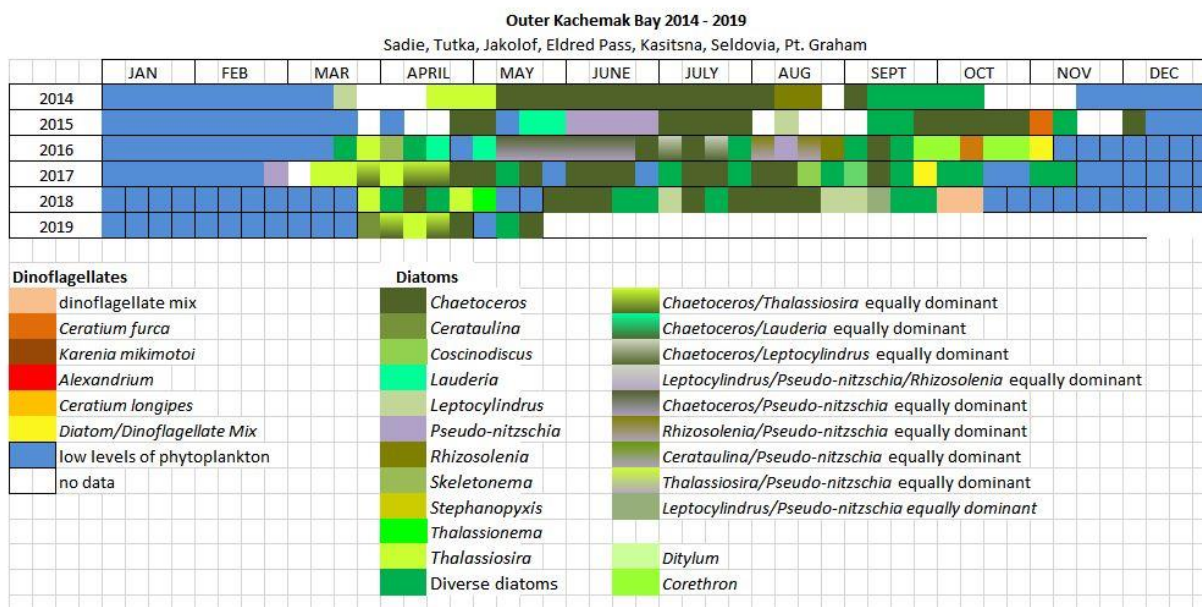 Outer Kachemak Bay 2014 - 2019
Sadie, Tutka, Jakolof, Eldred Pass, Kasitsna, Seldovia, Pt. Graham
JAN FEB MAR APRIL MAY JUNE JULY AUG SEPT OCT NOV DEC
2014
2015
2016
2017
2018
2019
Dinoflagellates
dinoflagellate mix
Ceratium furca
Karenia mikimotoi
Alexandrium
Ceratium longipes
Diatom/Dinoflagellate Mix
low levels of phytoplankton
no data
Diatoms
Chaetoceros
Cerataulina
Coscinodiscus
Lauderia
Leptocylindrus
Pseudo-nitzschia
Rhizosolenia
Skeletonema
Stephanopyxis
Thalassionema
Thalassiosira
Diverse diatoms
Chaetoceros/Thalassiosira equally dominant
Chaetoceros/Lauderia equally dominant
Chaetoceros/Leptocylindrus equally dominant
Leptocylindrus/Pseudo-nitzschia/Rhizosolenia equally dominant
Chaetoceros/Pseudo-nitzschia equally dominant
Rhizosolenia/Pseudo-nitzschia equally dominant
Cerataulina/Pseudo-nitzschia equally dominant
Thalassiosira/Pseudo-nitzschia equally dominant
Leptocylindrus/Pseudo-nitzschia equally dominant
Ditylum
Corethron